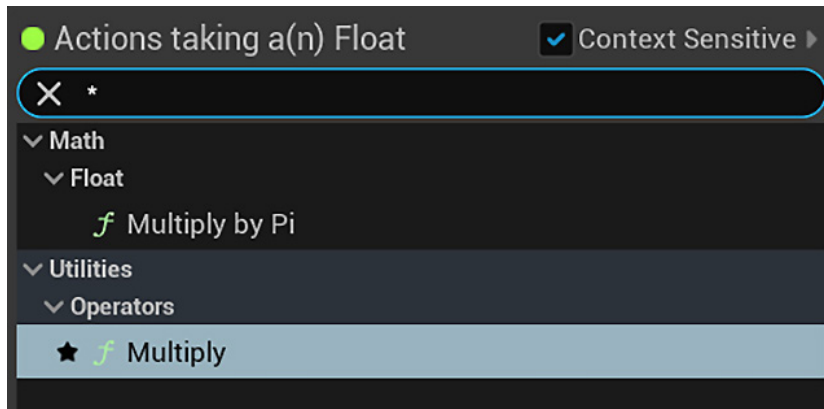 Actions taking a(n) Float
Context Sensitive
*
Math
Float
f Multiply by Pi
Utilities
Operators
f Multiply